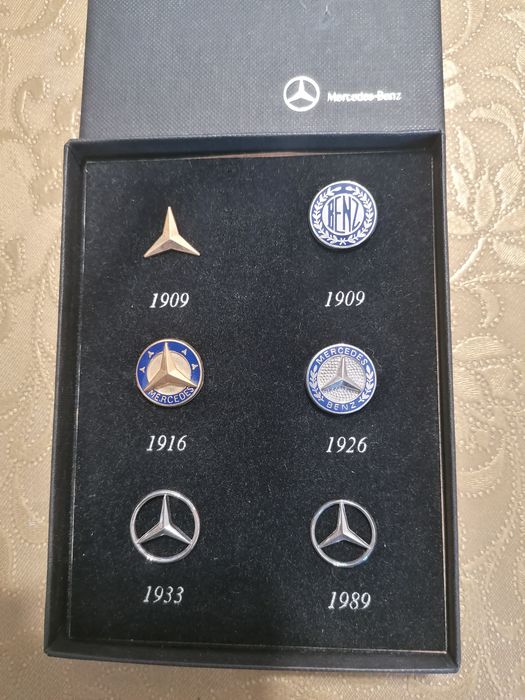 Mercedes-Benz
1909
BENZ
1909
MERCEDES
1916
MERCEDES
BENZ
1926
1933
1989